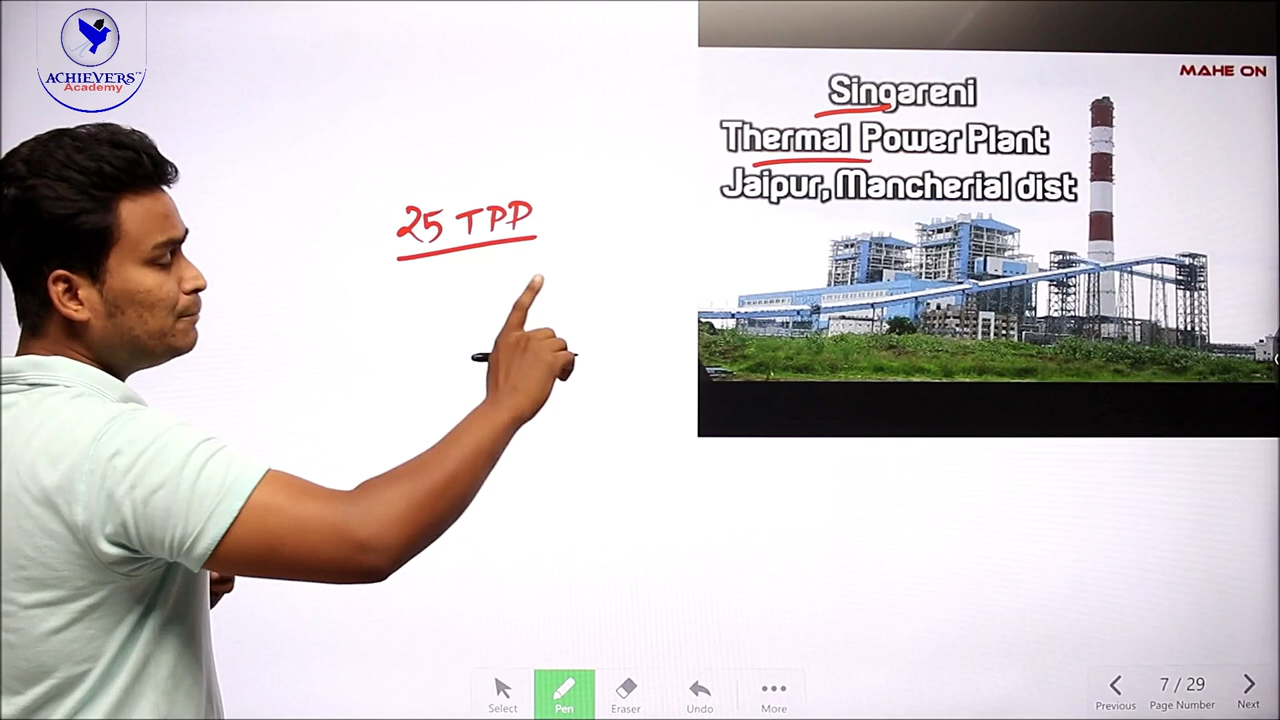 ACHIEVERS™
Academy
MAHE ON
Singareni
Thermal Power Plant
Jaipur, Mancherial dist
25 TPP
Select
Pen
Eraser
Undo
More
Previous
7 / 29
Page Number
Next